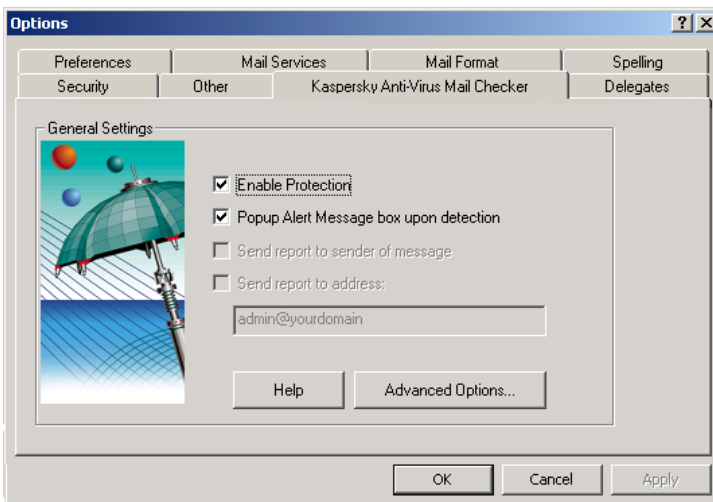 Options
Preferences Mail Services Mail Format Spelling
Security Other Kaspersky Anti-Virus Mail Checker Delegates
General Settings
Enable Protection
Popup Alert Message box upon detection
Send report to sender of message
Send report to address:
admin@yourdomain
Help Advanced Options...
OK Cancel Apply